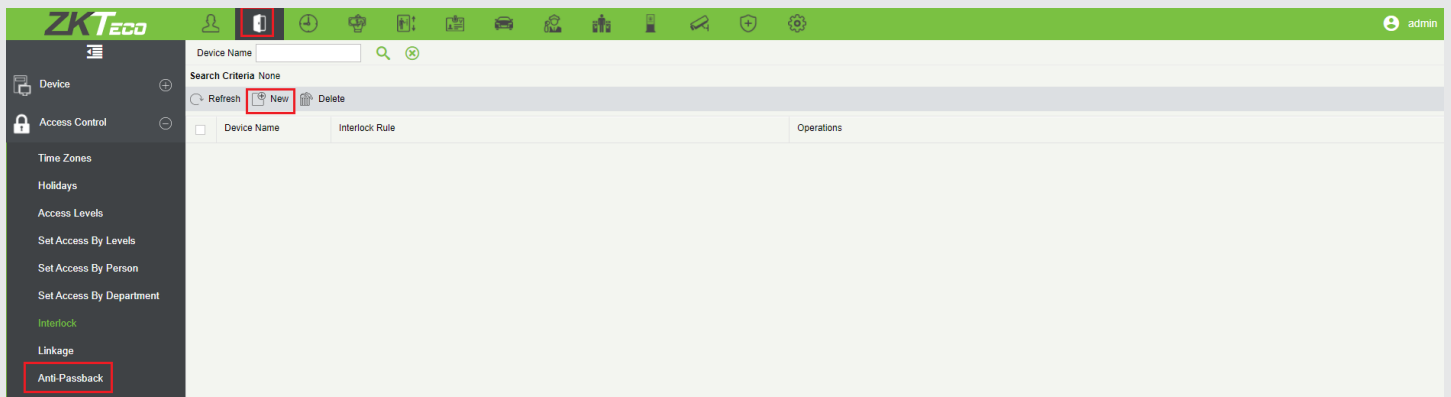 ZKTECO
admin
Device Name
Search Criteria None
Device
Refresh New Delete
Access Control
Device Name Interlock Rule Operations
Time Zones
Holidays
Access Levels
Set Access By Levels
Set Access By Person
Set Access By Department
Interlock
Linkage
Anti-Passback